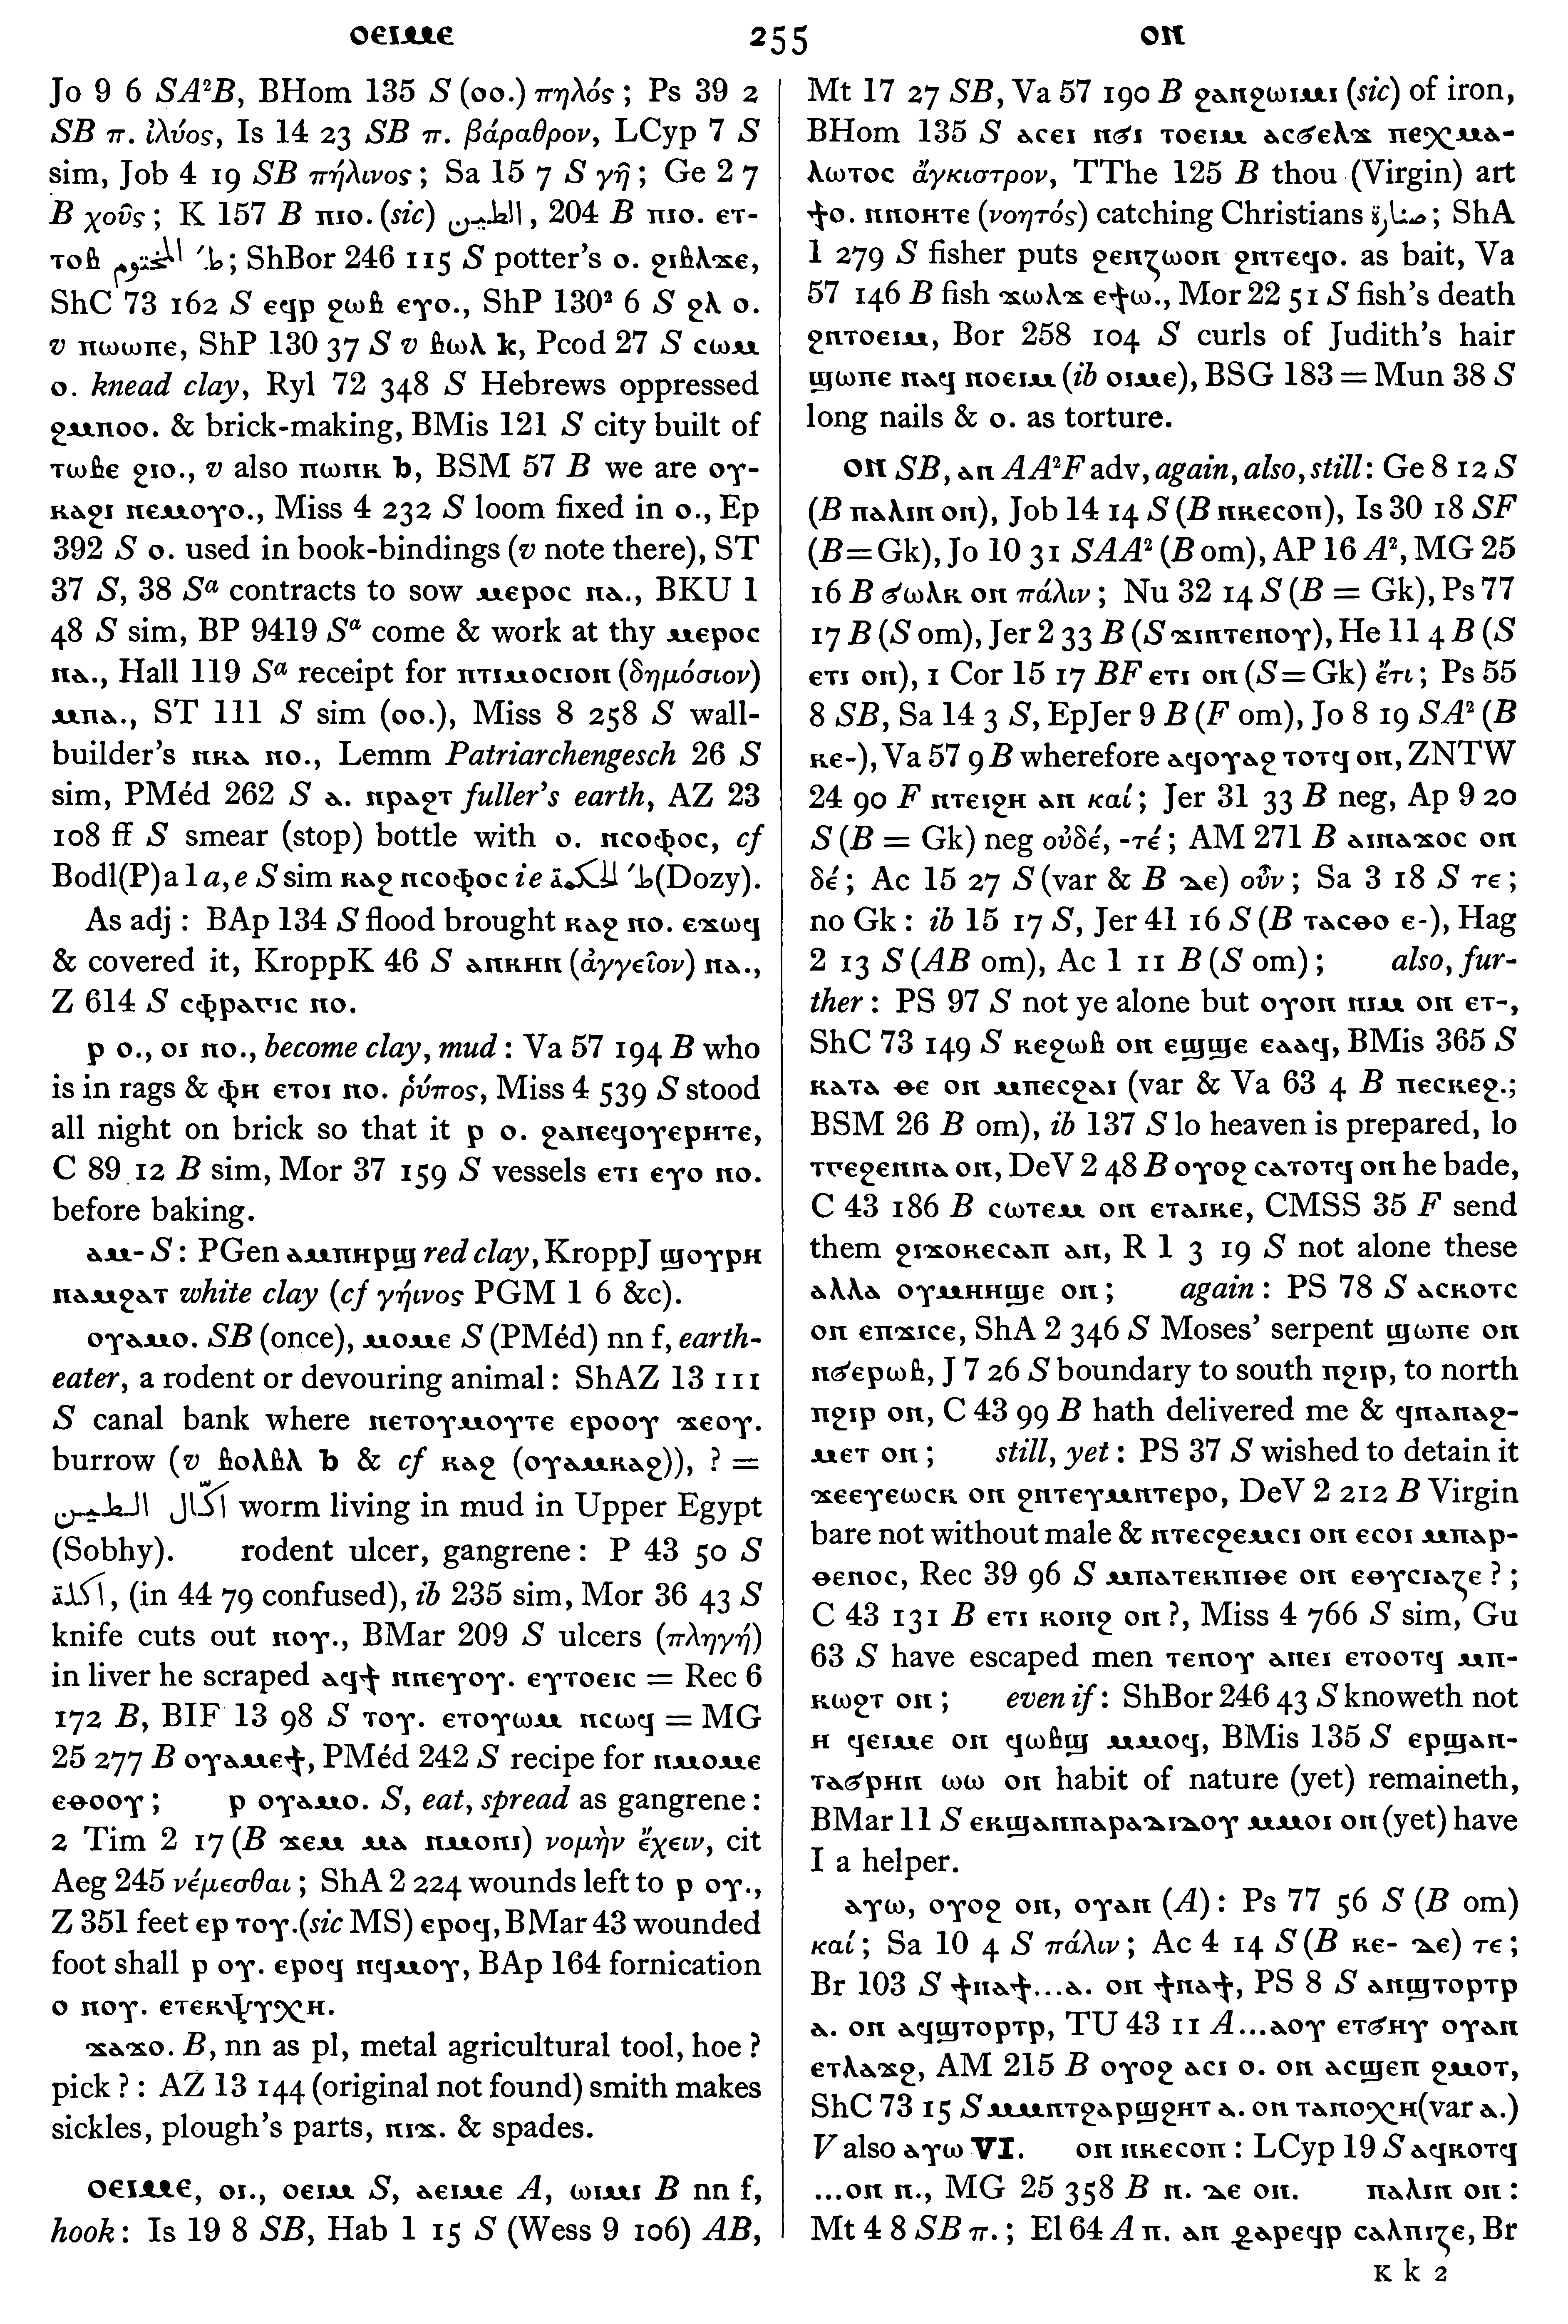 ⲟⲉⲓⲙⲉ 255 ⲟⲛ
Jo 9 6 SA²B, BHom 135 S (ⲟⲟ.) πηλός; Ps 39 2
SB π. ἰλύος, Is 14 23 SB π. βάραθρον, LCyp 7 S
sim, Job 4 19 SB πήλινος; Sa 15 7 S γῆ; Ge 2 7
B χοῦς; K 157 B ⲡⲓⲟ. (sic) الطين, 204 B ⲡⲓⲟ. ⲉⲧ-
ⲧⲟⲃ ط' المختوم; ShBor 246 115 S potter's ⲟ. ϩⲓⲃⲗϫⲉ,
ShC 73 162 S ⲉϥⲣ ϩⲱⲃ ⲉⲩⲟ., ShP 130² 6 S ϩⲁ ⲟ.
v ⲡⲱⲱⲛⲉ, ShP 130 37 S v ⲃⲱⲗ k, Pcod 27 S ⲥⲱⲙ
ⲟ. knead clay, Ryl 72 348 S Hebrews oppressed
ϩⲙⲡⲟⲟ. & brick-making, BMis 121 S city built of
ⲧⲱⲃⲉ ϩⲓⲟ., v also ⲡⲱⲛⲕ b, BSM 57 B we are ⲟⲩ-
ⲕⲁϩⲓ ⲛⲉⲙⲟⲩⲟ., Miss 4 232 S loom fixed in ⲟ., Ep
392 S ⲟ. used in book-bindings (v note there), ST
37 S, 38 Sᵃ contracts to sow ⲙⲉⲣⲟⲥ ⲛⲁ., BKU 1
48 S sim, BP 9419 Sᵃ come & work at thy ⲙⲉⲣⲟⲥ
ⲛⲁ., Hall 119 Sᵃ receipt for ⲡⲧⲓⲙⲟⲥⲓⲟⲛ (δημόσιον)
ⲙⲡⲁ., ST 111 S sim (ⲟⲟ.), Miss 8 258 S wall-
builder's ⲛⲕⲁ ⲛⲟ., Lemm Patriarchengesch 26 S
sim, PMéd 262 S ⲁ. ⲛⲣⲁϩⲧ fuller's earth, AZ 23
108 ff S smear (stop) bottle with ⲟ. ⲛⲥⲟⲫⲟⲥ, cf
Bodl(P) a 1 a, e S sim ⲕⲁϩ ⲛⲥⲟⲫⲟⲥ ie ط' الحكمة (Dozy).
As adj: BAp 134 S flood brought ⲕⲁϩ ⲛⲟ. ⲉϫⲱϥ
& covered it, KroppK 46 S ⲁⲛⲕⲏⲛ (ἀγγεῖον) ⲛⲁ.,
Z 614 S ⲥⲫⲣⲁⲅⲓⲥ ⲛⲟ.
ⲣ ⲟ., ⲟⲓ ⲛⲟ., become clay, mud: Va 57 194 B who
is in rags & ⲫⲏ ⲉⲧⲟⲓ ⲛⲟ. ῥύπος, Miss 4 539 S stood
all night on brick so that it ⲣ ⲟ. ϩⲁⲛⲉϥⲟⲩⲉⲣⲏⲧⲉ,
C 89 12 B sim, Mor 37 159 S vessels ⲉⲧⲓ ⲉⲩⲟ ⲛⲟ.
before baking.
ⲁⲙ- S: PGen ⲁⲙⲡⲏⲣϣ red clay, KroppJ ϣⲟⲩⲣⲏ
ⲛⲁⲙϩⲁⲧ white clay (cf γήινος PGM 1 6 &c).
ⲟⲩⲁⲙⲟ. SB (once), ⲙⲟⲙⲉ S (PMéd) nn f, earth-
eater, a rodent or devouring animal: ShAZ 13 111
S canal bank where ⲛⲉⲧⲟⲩⲙⲟⲩⲧⲉ ⲉⲣⲟⲟⲩ ϫⲉⲟⲩ.
burrow (v ⲃⲟⲗⲃⲗ b & cf ⲕⲁϩ (ⲟⲩⲁⲙⲕⲁϩ)), ? =
اكّال الطين worm living in mud in Upper Egypt
(Sobhy). rodent ulcer, gangrene: P 43 50 S
اكلة, (in 44 79 confused), ib 235 sim, Mor 36 43 S
knife cuts out ⲛⲟⲩ., BMar 209 S ulcers (πληγή)
in liver he scraped ⲁϥϯ ⲛⲛⲉⲩⲟⲩ. ⲉⲩⲧⲟⲉⲓⲥ = Rec 6
172 B, BIF 13 98 S ⲧⲟⲩ. ⲉⲧⲟⲩⲱⲙ ⲛⲥⲱϥ = MG
25 277 B ⲟⲩⲁⲙⲉϯ, PMéd 242 S recipe for ⲛⲙⲟⲙⲉ
ⲉⲑⲟⲟⲩ; ⲣ ⲟⲩⲁⲙⲟ. S, eat, spread as gangrene:
2 Tim 2 17 (B ϫⲉⲙ ⲙⲁ ⲛⲙⲟⲛⲓ) νομὴν ἔχειν, cit
Aeg 245 νέμεσθαι; ShA 2 224 wounds left to ⲣ ⲟⲩ.,
Z 351 feet ⲉⲣ ⲧⲟⲩ.(sic MS) ⲉⲣⲟϥ, BMar 43 wounded
foot shall ⲣ ⲟⲩ. ⲉⲣⲟϥ ⲛϥⲙⲟⲩ, BAp 164 fornication
ⲟ ⲛⲟⲩ. ⲉⲧⲉⲕⲯⲩⲭⲏ.
ϫⲁϫⲟ. B, nn as pl, metal agricultural tool, hoe ?
pick ?: AZ 13 144 (original not found) smith makes
sickles, plough's parts, ⲛⲓϫ. & spades.
ⲟⲉⲓⲙⲉ, ⲟⲓ., ⲟⲉⲓⲙ S, ⲁⲉⲓⲙⲉ A, ⲱⲓⲙⲓ B nn f,
hook: Is 19 8 SB, Hab 1 15 S (Wess 9 106) AB,
Mt 17 27 SB, Va 57 190 B ϩⲁⲛϩⲱⲓⲙⲓ (sic) of iron,
BHom 135 S ⲁⲥⲉⲓ ⲛϭⲓ ⲧⲟⲉⲓⲙ ⲁⲥϭⲉⲗϫ ⲡⲉⲭⲙⲁ-
ⲗⲱⲧⲟⲥ ἄγκιστρον, TThe 125 B thou (Virgin) art
ϯⲟ. ⲛⲛⲟⲏⲧⲉ (νοητός) catching Christians صنارة; ShA
1 279 S fisher puts ϩⲉⲛⲍⲱⲟⲛ ϩⲛⲧⲉϥⲟ. as bait, Va
57 146 B fish ϫⲱⲗϫ ⲉϯⲱ., Mor 22 51 S fish's death
ϩⲛⲧⲟⲉⲓⲙ, Bor 258 104 S curls of Judith's hair
ϣⲱⲡⲉ ⲛⲁϥ ⲛⲟⲉⲓⲙ (ib ⲟⲓⲙⲉ), BSG 183 = Mun 38 S
long nails & ⲟ. as torture.
ⲟⲛ SB, ⲁⲛ AA²F adv, again, also, still: Ge 8 12 S
(B ⲡⲁⲗⲓⲛ ⲟⲛ), Job 14 14 S (B ⲛⲕⲉⲥⲟⲡ), Is 30 18 SF
(B=Gk), Jo 10 31 SAA² (B om), AP 16 A², MG 25
16 B ϭⲱⲗⲕ ⲟⲛ πάλιν; Nu 32 14 S (B = Gk), Ps 77
17 B (S om), Jer 2 33 B (S ϫⲓⲛⲧⲉⲛⲟⲩ), He 11 4 B (S
ⲉⲧⲓ ⲟⲛ), 1 Cor 15 17 BF ⲉⲧⲓ ⲟⲛ (S=Gk) ἔτι; Ps 55
8 SB, Sa 14 3 S, EpJer 9 B (F om), Jo 8 19 SA² (B
ⲕⲉ-), Va 57 9 B wherefore ⲁϥⲟⲩⲁϩ ⲧⲟⲧϥ ⲟⲛ, ZNTW
24 90 F ⲛⲧⲉⲓϩⲏ ⲁⲛ καί; Jer 31 33 B neg, Ap 9 20
S (B = Gk) neg οὐδέ, -τέ; AM 271 B ⲁⲓⲛⲁϫⲟⲥ ⲟⲛ
δέ; Ac 15 27 S (var & B ⲇⲉ) οὖν; Sa 3 18 S τε;
no Gk: ib 15 17 S, Jer 41 16 S (B ⲧⲁⲥⲑⲟ ⲉ-), Hag
2 13 S (AB om), Ac 1 11 B (S om); also, fur-
ther: PS 97 S not ye alone but ⲟⲩⲟⲛ ⲛⲓⲙ ⲟⲛ ⲉⲧ-,
ShC 73 149 S ⲕⲉϩⲱⲃ ⲟⲛ ⲉϣϣⲉ ⲉⲁⲁϥ, BMis 365 S
ⲕⲁⲧⲁ ⲑⲉ ⲟⲛ ⲙⲡⲉⲥϩⲁⲓ (var & Va 63 4 B ⲡⲉⲥⲕⲉϩ.;
BSM 26 B om), ib 137 S lo heaven is prepared, lo
ⲧⲅⲉϩⲉⲛⲛⲁ ⲟⲛ, DeV 2 48 B ⲟⲩⲟϩ ⲥⲁⲧⲟⲧϥ ⲟⲛ he bade,
C 43 186 B ⲥⲱⲧⲉⲙ ⲟⲛ ⲉⲧⲁⲓⲕⲉ, CMSS 35 F send
them ϩⲓϫⲟⲕⲉⲥⲁⲡ ⲁⲛ, R 1 3 19 S not alone these
ⲁⲗⲗⲁ ⲟⲩⲙⲏⲏϣⲉ ⲟⲛ; again: PS 78 S ⲁⲥⲕⲟⲧⲥ
ⲟⲛ ⲉⲡϫⲓⲥⲉ, ShA 2 346 S Moses' serpent ϣⲱⲡⲉ ⲟⲛ
ⲛϭⲉⲣⲱⲃ, J 7 26 S boundary to south ⲡϩⲓⲣ, to north
ⲡϩⲓⲣ ⲟⲛ, C 43 99 B hath delivered me & ϥⲛⲁⲛⲁϩ-
ⲙⲉⲧ ⲟⲛ; still, yet: PS 37 S wished to detain it
ϫⲉⲉⲩⲉⲱⲥⲕ ⲟⲛ ϩⲛⲧⲉⲩⲙⲛⲧⲉⲣⲟ, DeV 2 212 B Virgin
bare not without male & ⲛⲧⲉⲥϩⲉⲙⲥⲓ ⲟⲛ ⲉⲥⲟⲓ ⲙⲡⲁⲣ-
ⲑⲉⲛⲟⲥ, Rec 39 96 S ⲙⲡⲁⲧⲉⲕⲡⲓⲑⲉ ⲟⲛ ⲉⲑⲩⲥⲓⲁⲍⲉ ?;
C 43 131 B ⲉⲧⲓ ⲕⲟⲛϩ ⲟⲛ ?, Miss 4 766 S sim, Gu
63 S have escaped men ⲧⲉⲛⲟⲩ ⲁⲛⲉⲓ ⲉⲧⲟⲟⲧϥ ⲙⲡ-
ⲕⲱϩⲧ ⲟⲛ; even if: ShBor 246 43 S knoweth not
ⲏ ϥⲉⲓⲙⲉ ⲟⲛ ϥⲱⲃϣ ⲙⲙⲟϥ, BMis 135 S ⲉⲣϣⲁⲛ-
ⲧⲁϭⲣⲏⲛ ⲱⲱ ⲟⲛ habit of nature (yet) remaineth,
BMar 11 S ⲉⲕϣⲁⲛⲡⲁⲣⲁⲇⲓⲇⲟⲩ ⲙⲙⲟⲓ ⲟⲛ (yet) have
I a helper.
ⲁⲩⲱ, ⲟⲩⲟϩ ⲟⲛ, ⲟⲩⲁⲛ (A): Ps 77 56 S (B om)
καί; Sa 10 4 S πάλιν; Ac 4 14 S (B ⲕⲉ- ⲇⲉ) τε;
Br 103 S ϯⲛⲁϯ...ⲁ. ⲟⲛ ϯⲛⲁϯ, PS 8 S ⲁⲛϣⲧⲟⲣⲧⲣ
ⲁ. ⲟⲛ ⲁϥϣⲧⲟⲣⲧⲣ, TU 43 11 A...ⲁⲟⲩ ⲉⲧϭⲏⲩ ⲟⲩⲁⲛ
ⲉⲧⲗⲁϫϩ, AM 215 B ⲟⲩⲟϩ ⲁⲥⲓ ⲟ. ⲟⲛ ⲁⲥϣⲉⲡ ϩⲙⲟⲧ,
ShC 73 15 S ⲙⲙⲛⲧϩⲁⲣϣϩⲏⲧ ⲁ. ⲟⲛ ⲧⲁⲛⲟⲭⲏ (var ⲁ.)
V also ⲁⲩⲱ VI. ⲟⲛ ⲛⲕⲉⲥⲟⲡ: LCyp 19 S ⲁϥⲕⲟⲧϥ
...ⲟⲛ ⲛ., MG 25 358 B ⲛ. ⲇⲉ ⲟⲛ. ⲡⲁⲗⲓⲛ ⲟⲛ:
Mt 4 8 SB π.; El 64 A ⲡ. ⲁⲛ ⳉⲁⲣⲉϥⲣ ⲥⲁⲗⲡⲓⲍⲉ, Br
K k 2